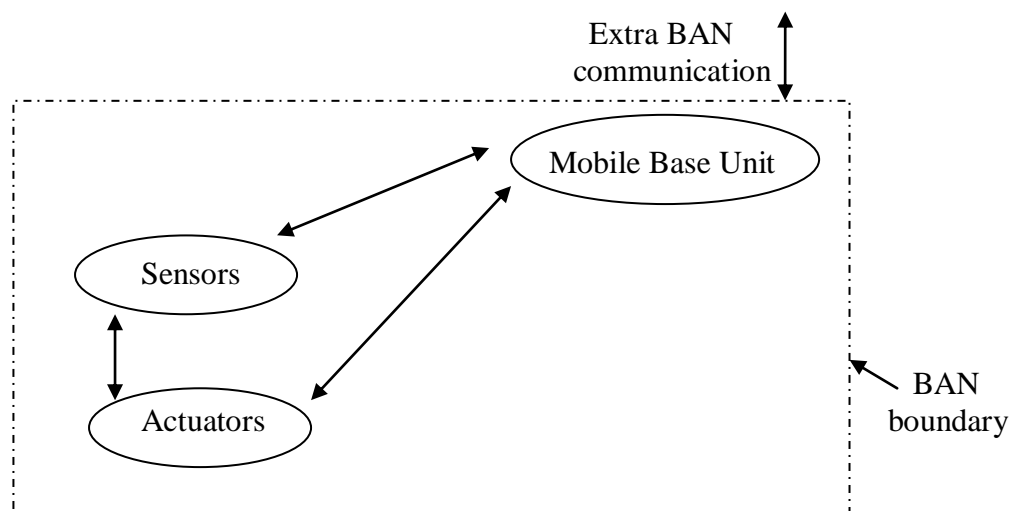 Extra BAN
communication
Mobile Base Unit
Sensors
Actuators
BAN
boundary